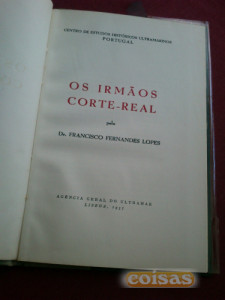 CENTRO DE ESTUDOS HISTÓRICOS ULTRAMARINOS
PORTUGAL
OS IRMÃOS
CORTE-REAL
pelo
Dr. FRANCISCO FERNANDES LOPES
AGÊNCIA GERAL DO ULTRAMAR
LISBOA, 1957
coisas